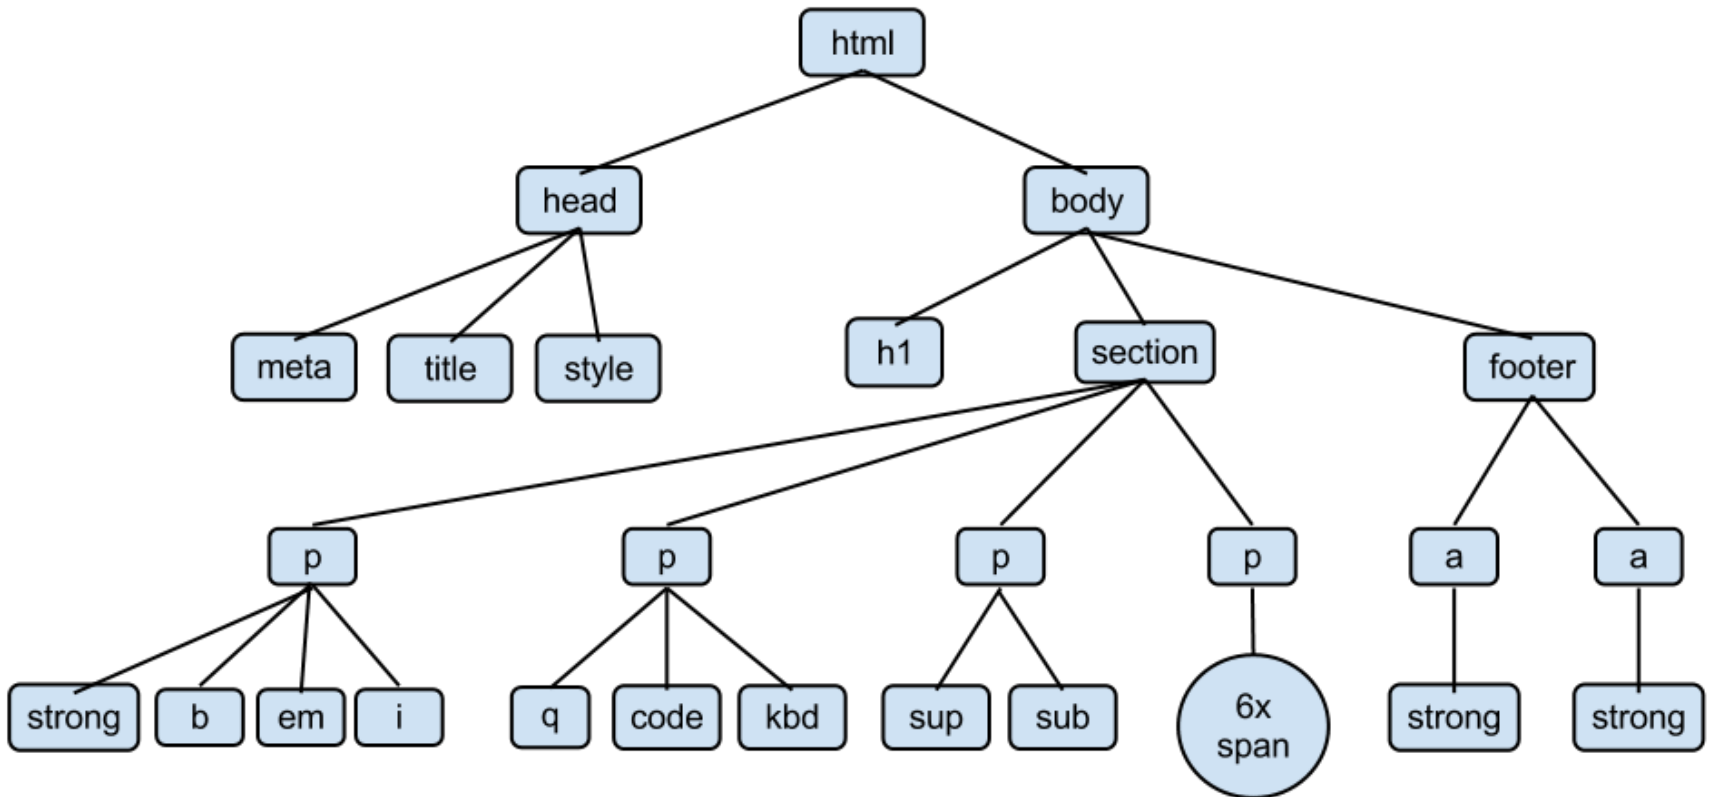 html
head
body
meta
title
style
h1
section
footer
p
p
p
p
a
a
strong
b
em
i
q
code
kbd
sup
sub
6x
span
strong
strong